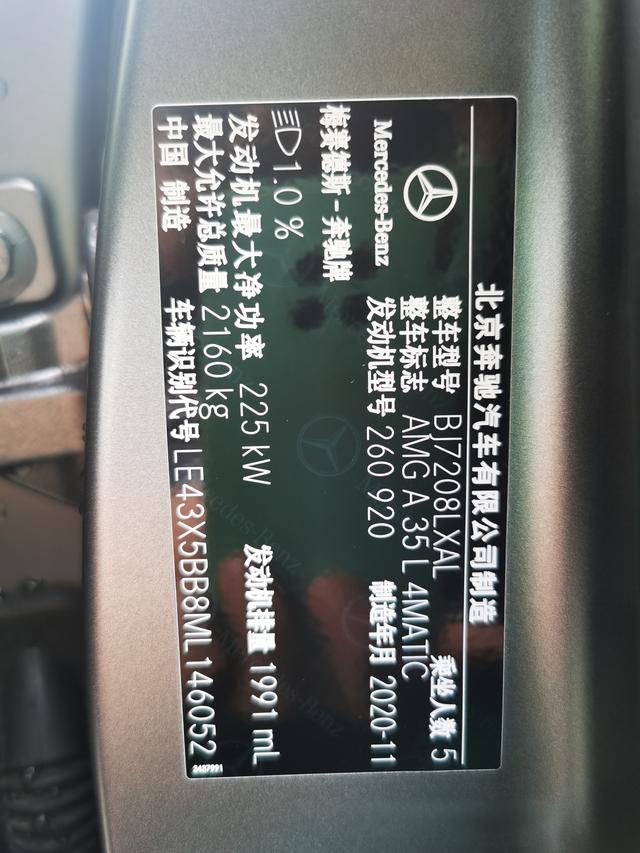 北京奔驰汽车有限公司制造
Mercedes-Benz
整车型号 BJ7208LXAL 乘坐人数 5
整车标志 AMG A 35 L 4MATIC
梅赛德斯-奔驰牌 发动机型号 260 920 制造年月 2020-11
1.0 %
发动机最大净功率 225 kW 发动机排量 1991 mL
最大允许总质量 2160 kg
中国 制造 车辆识别代号 LE43X5BB8ML146052